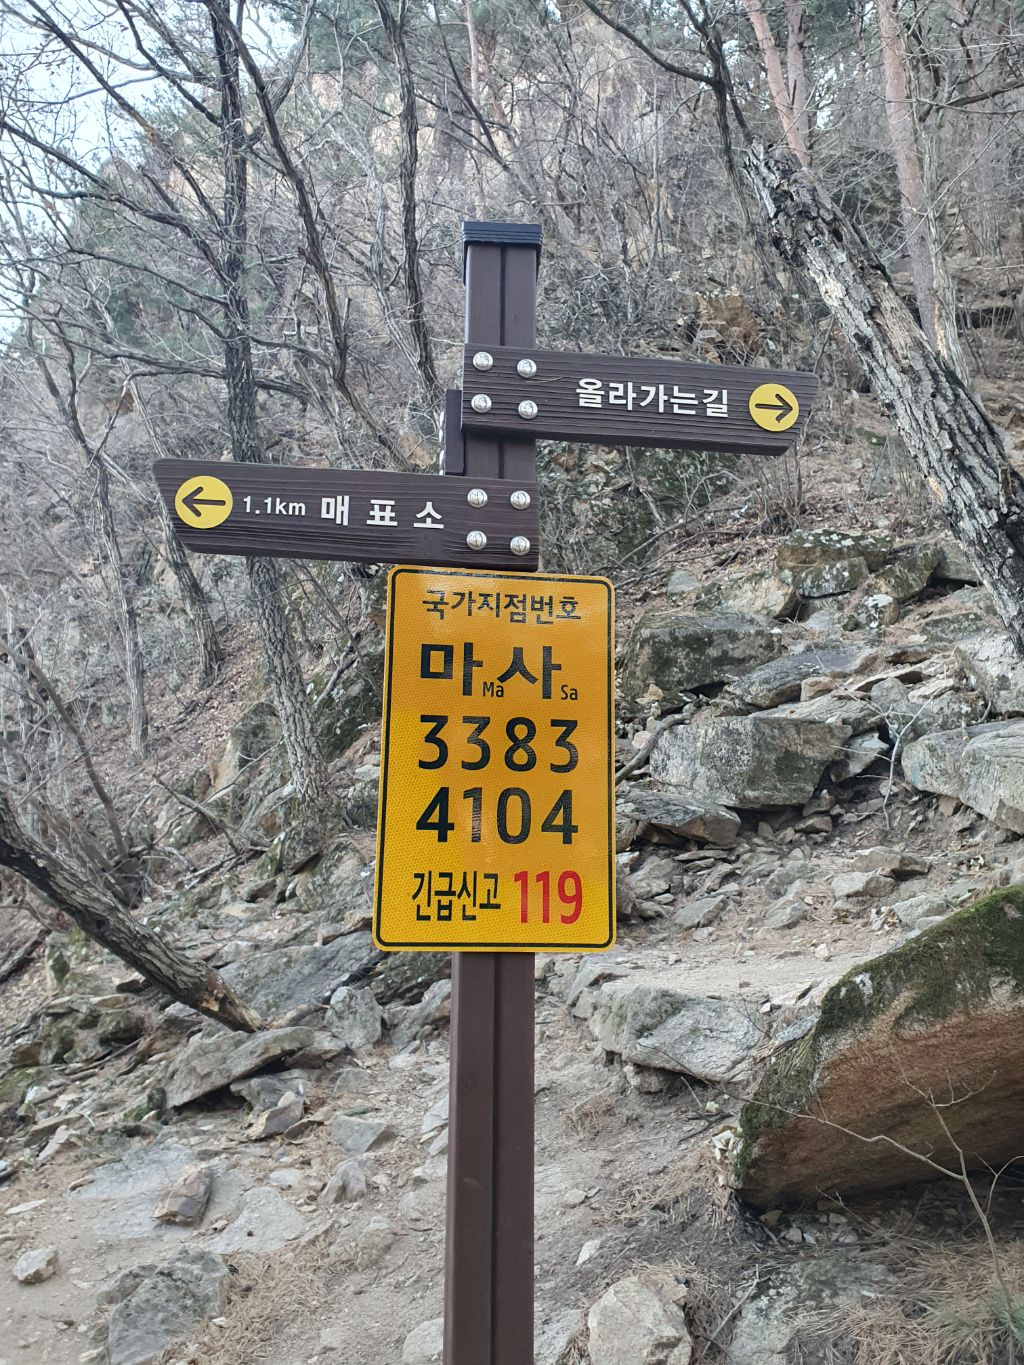 올라가는길 →
← 1.1km 매표소
국가지점번호
마Ma사Sa
3383
4104
긴급신고 119